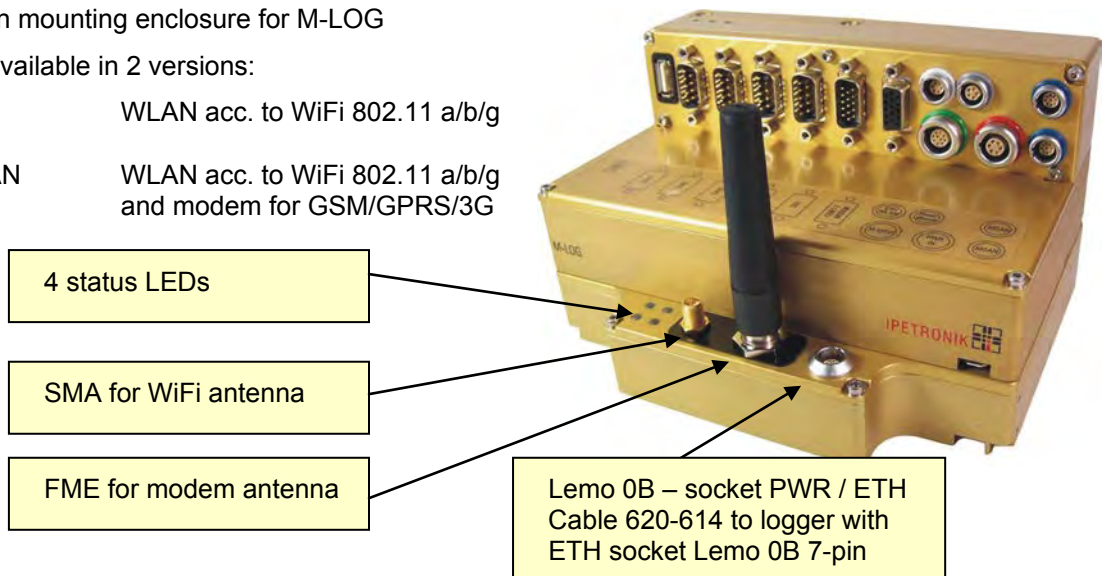 n mounting enclosure for M-LOG
vailable in 2 versions:
WLAN acc. to WiFi 802.11 a/b/g
AN WLAN acc. to WiFi 802.11 a/b/g
and modem for GSM/GPRS/3G
4 status LEDs
M-LOG
IPETRONIK
SMA for WiFi antenna
FME for modem antenna
Lemo 0B – socket PWR / ETH
Cable 620-614 to logger with
ETH socket Lemo 0B 7-pin